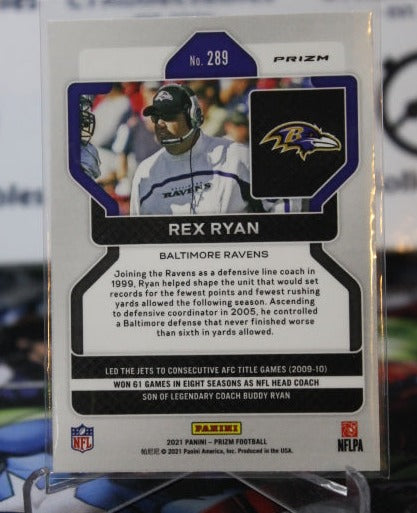 No. 289
PRIZM
RAVENS
B
REX RYAN
BALTIMORE RAVENS
Joining the Ravens as a defensive line coach in
1999, Ryan helped shape the unit that would set
records for the fewest points and fewest rushing
yards allowed the following season. Ascending
to defensive coordinator in 2005, he controlled
a Baltimore defense that never finished worse
than sixth in yards allowed.
LED THE JETS TO CONSECUTIVE AFC TITLE GAMES (2009-10)
WON 61 GAMES IN EIGHT SEASONS AS NFL HEAD COACH
SON OF LEGENDARY COACH BUDDY RYAN
PANINI
NFL
2021 PANINI – PRIZM FOOTBALL
帕尼尼 © 2021 Panini America, Inc. Produced in the USA.
NFLPA